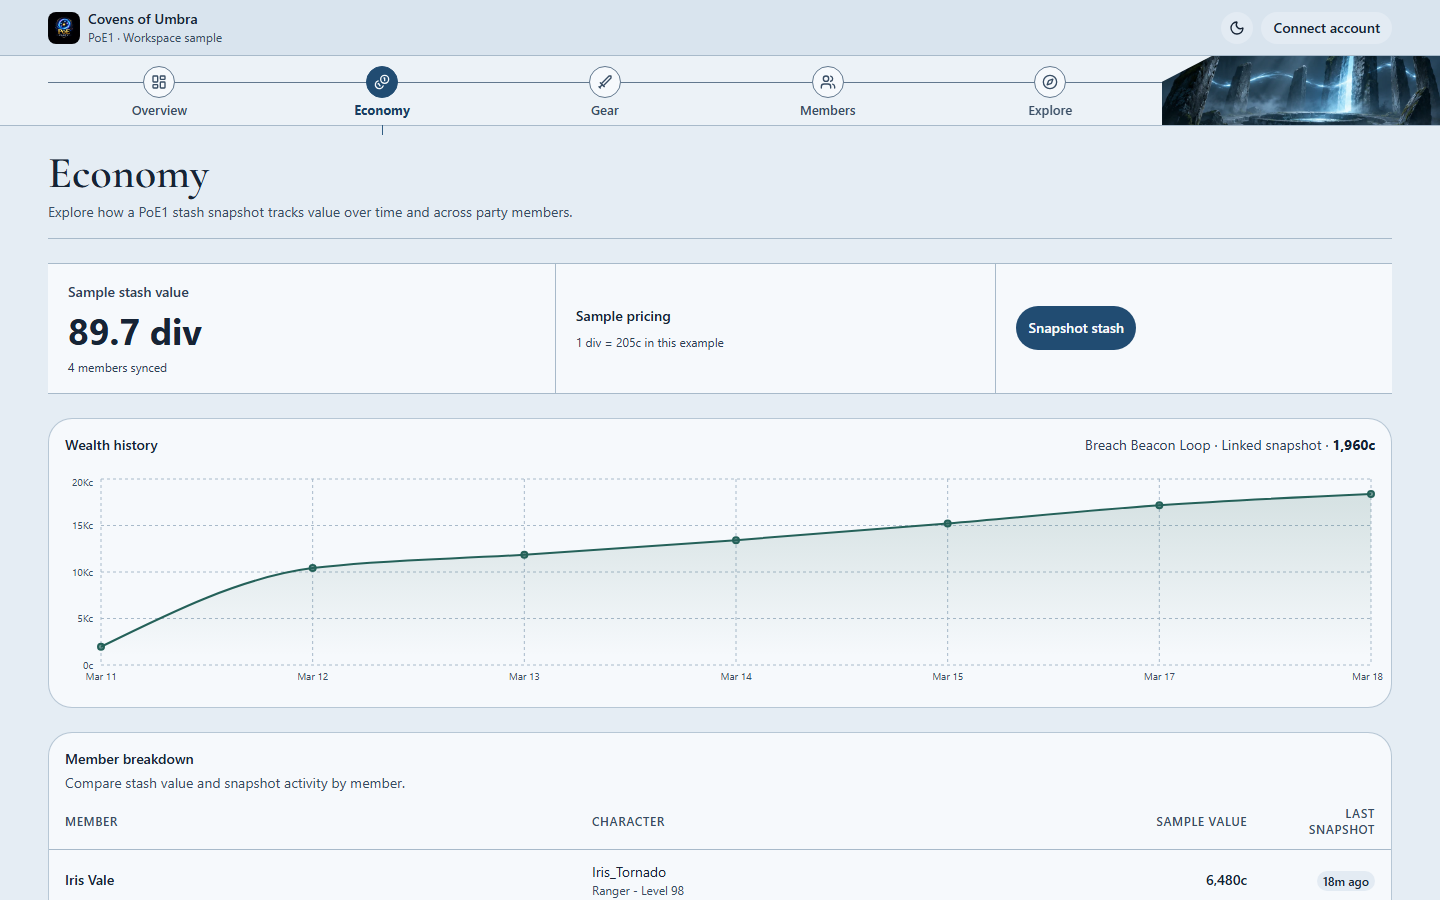 Covens of Umbra
PoE1 · Workspace sample
Connect account
Overview
Economy
Gear
Members
Explore
Economy
Explore how a PoE1 stash snapshot tracks value over time and across party members.
Sample stash value
89.7 div
4 members synced
Sample pricing
1 div = 205c in this example
Snapshot stash
Wealth history
Breach Beacon Loop · Linked snapshot · 1,960c
20Kc
15Kc
10Kc
5Kc
0c
Mar 11
Mar 12
Mar 13
Mar 14
Mar 15
Mar 17
Mar 18
Member breakdown
Compare stash value and snapshot activity by member.
MEMBER
CHARACTER
SAMPLE VALUE
LAST
SNAPSHOT
Iris Vale
Iris_Tornado
Ranger - Level 98
6,480c
18m ago